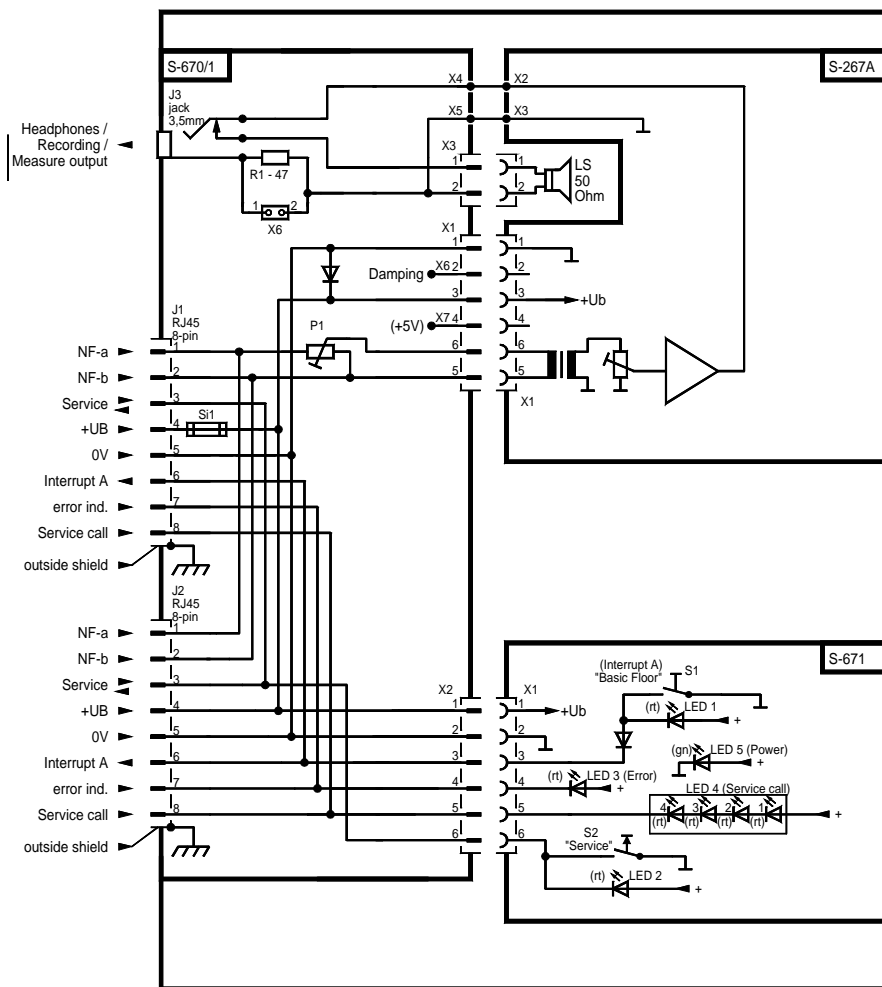 S-670/1
S-267A
J3
jack
3,5mm
Headphones /
Recording /
Measure output
X4
X2
X5
X3
X3
1
2
1
2
LS
50
Ohm
R1 - 47
1
2
X6
X1
1
1
Damping
X6
2
2
3
3
+Ub
(+5V)
X7
4
4
6
6
5
5
X1
P1
J1
RJ45
8-pin
NF-a
1
NF-b
2
Service
3
+UB
4
Si1
0V
5
Interrupt A
6
error ind.
7
Service call
8
outside shield
J2
RJ45
8-pin
NF-a
1
NF-b
2
Service
3
+UB
4
0V
5
Interrupt A
6
error ind.
7
Service call
8
outside shield
S-671
X2
X1
1
1
+Ub
2
2
3
3
4
4
5
5
6
6
(Interrupt A)
"Basic Floor"
S1
(rt)
LED 1
+
(gn)
LED 5 (Power)
+
(rt)
LED 3 (Error)
+
LED 4 (Service call)
4
3
2
1
(rt)
(rt)
(rt)
(rt)
+
S2
"Service"
(rt)
LED 2
+